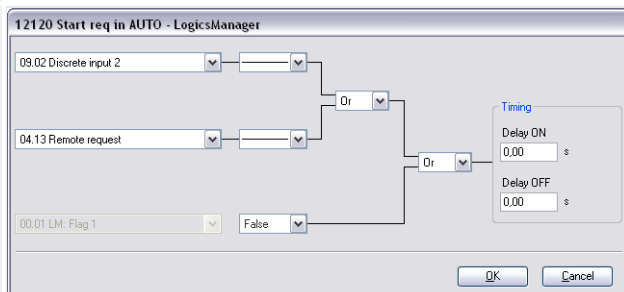 12120 Start req in AUTO - LogicsManager
09.02 Discrete input 2
Or
Timing
Delay ON
04.13 Remote request
0,00 s
Or
Delay OFF
0,00 s
00.01 LM: Flag 1
False
OK
Cancel